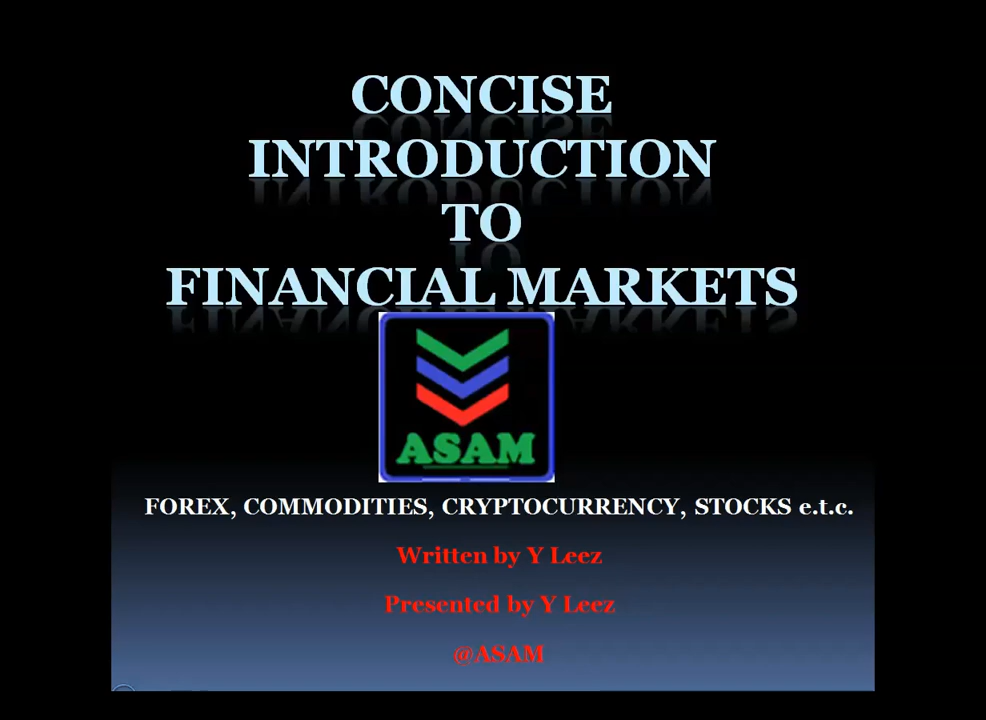 CONCISE
INTRODUCTION
TO
FINANCIAL MARKETS
ASAM
FOREX, COMMODITIES, CRYPTOCURRENCY, STOCKS e.t.c.
Written by Y Leez
Presented by Y Leez
@ASAM